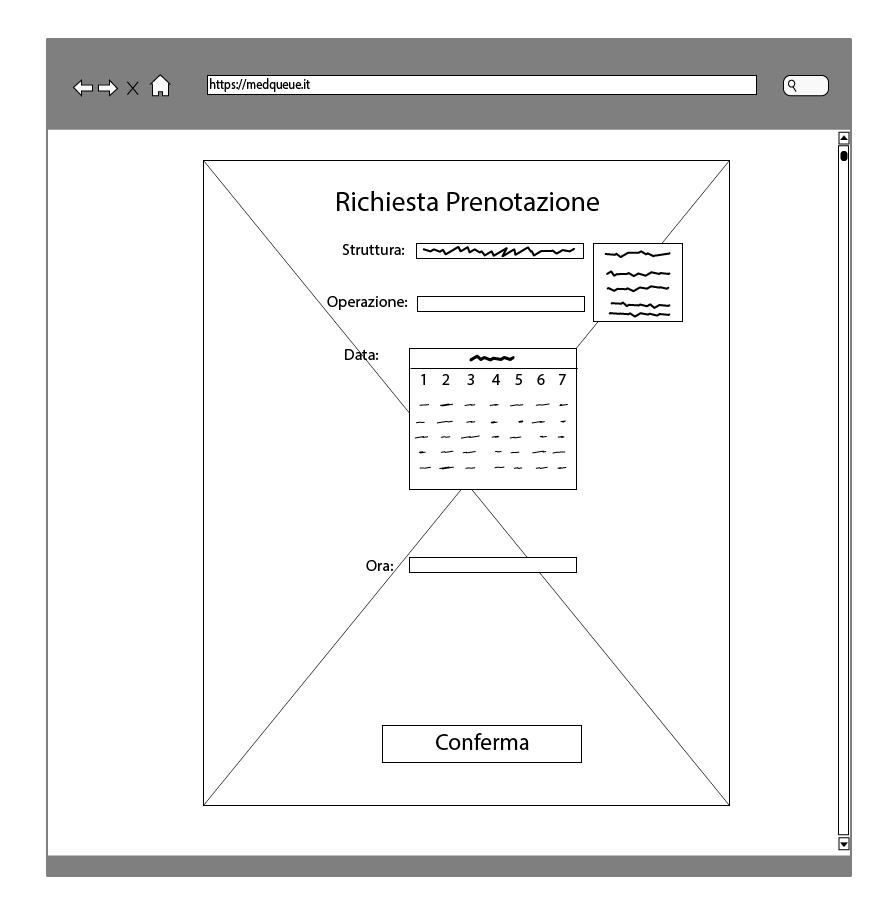 https://medqueue.it
Richiesta Prenotazione
Struttura:
Operazione:
Data:
1 2 3 4 5 6 7
Ora:
Conferma